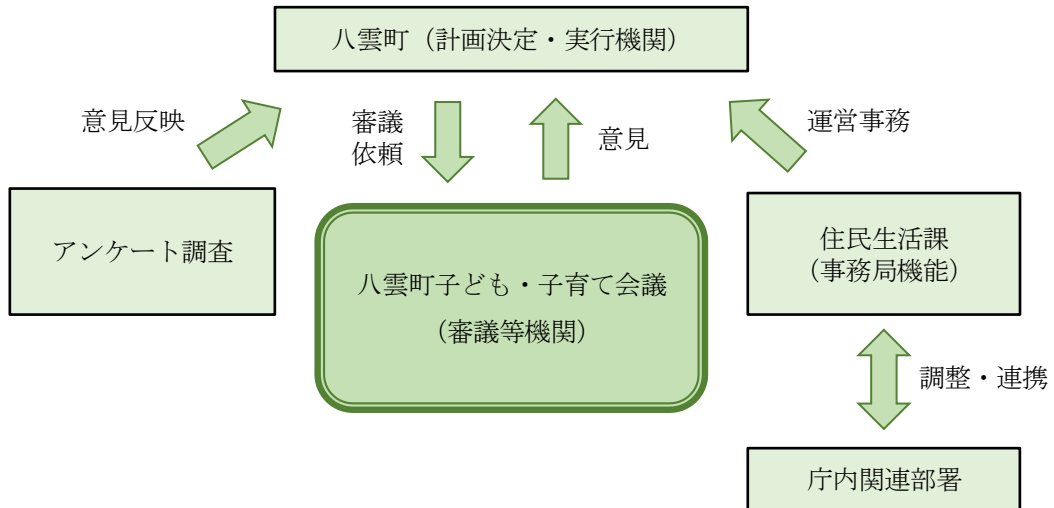 八雲町（計画決定・実行機関）
意見反映
審議
依頼
意見
運営事務
アンケート調査
八雲町子ども・子育て会議
（審議等機関）
住民生活課
（事務局機能）
調整・連携
庁内関連部署